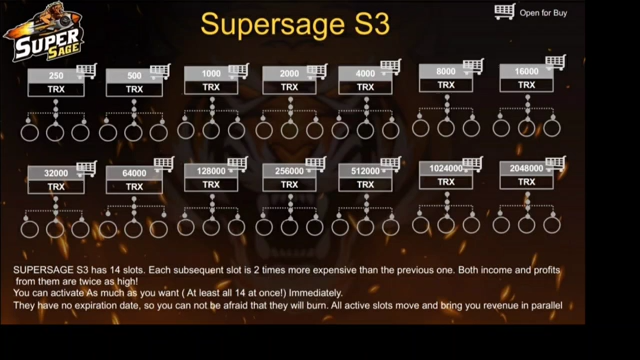 Supersage S3
Open for Buy
SUPER
SAGE
250 500 1000 2000 4000 8000 16000
TRX TRX TRX TRX TRX TRX TRX
32000 64000 128000 256000 512000 1024000 2048000
TRX TRX TRX TRX TRX TRX TRX
SUPERSAGE S3 has 14 slots. Each subsequent slot is 2 times more expensive than the previous one. Both income and profits
from them are twice as high!
You can activate As much as you want ( At least all 14 at once!) Immediately.
They have no expiration date, so you can not be afraid that they will burn. All active slots move and bring you revenue in parallel